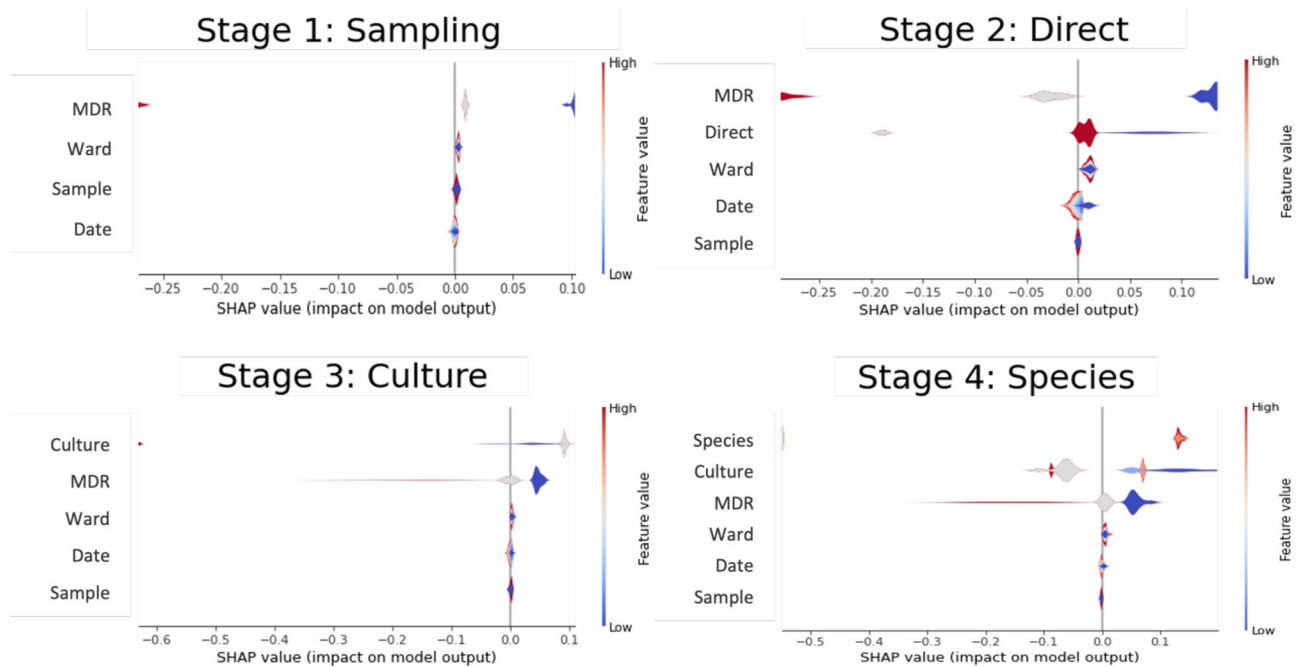 Stage 1: Sampling
High
MDR
Ward
Sample
Date
Feature value
Low
−0.25 −0.20 −0.15 −0.10 −0.05 0.00 0.05 0.10
SHAP value (impact on model output)
Stage 2: Direct
High
MDR
Direct
Ward
Date
Sample
Feature value
Low
−0.25 −0.20 −0.15 −0.10 −0.05 0.00 0.05 0.10
SHAP value (impact on model output)
Stage 3: Culture
High
Culture
MDR
Ward
Date
Sample
Feature value
Low
−0.6 −0.5 −0.4 −0.3 −0.2 −0.1 0.0 0.1
SHAP value (impact on model output)
Stage 4: Species
High
Species
Culture
MDR
Ward
Date
Sample
Feature value
Low
−0.5 −0.4 −0.3 −0.2 −0.1 0.0 0.1
SHAP value (impact on model output)